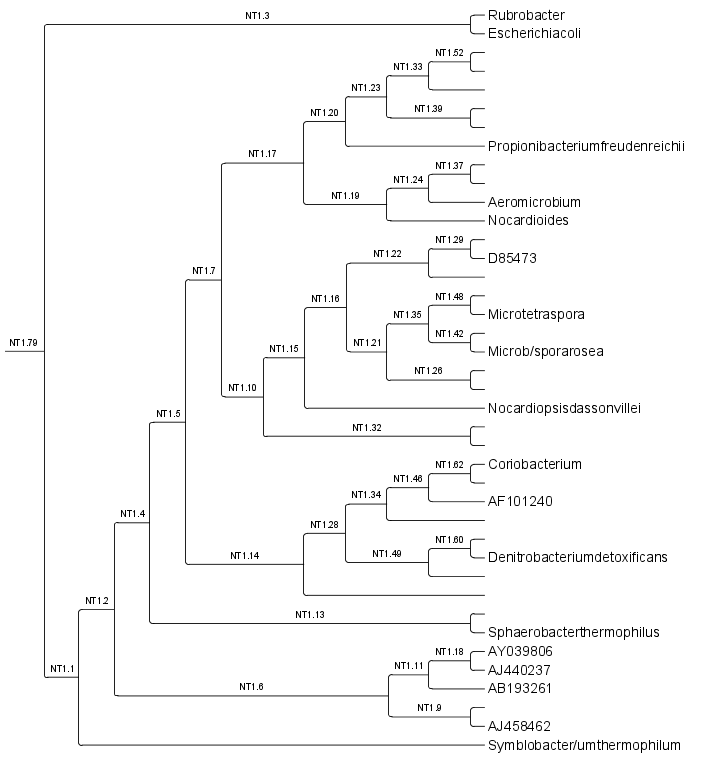 NT1.3
Rubrobacter
Escherichiacoli
NT1.52
NT1.33
NT1.23
NT1.39
NT1.20
Propionibacteriumfreudenreichii
NT1.17
NT1.37
NT1.24
NT1.19
Aeromicrobium
Nocardioides
NT1.29
NT1.22
D85473
NT1.7
NT1.16
NT1.48
NT1.35
Microtetraspora
NT1.42
NT1.21
NT1.79
NT1.15
Microb/sporarosea
NT1.26
NT1.10
Nocardiopsisdassonvillei
NT1.5
NT1.32
NT1.62
Coriobacterium
NT1.46
NT1.34
AF101240
NT1.4
NT1.28
NT1.60
NT1.14
NT1.49
Denitrobacteriumdetoxificans
NT1.2
NT1.13
Sphaerobacterthermophilus
NT1.18
AY039806
NT1.1
NT1.11
AJ440237
NT1.6
AB193261
NT1.9
AJ458462
Symblobacter/umthermophilum